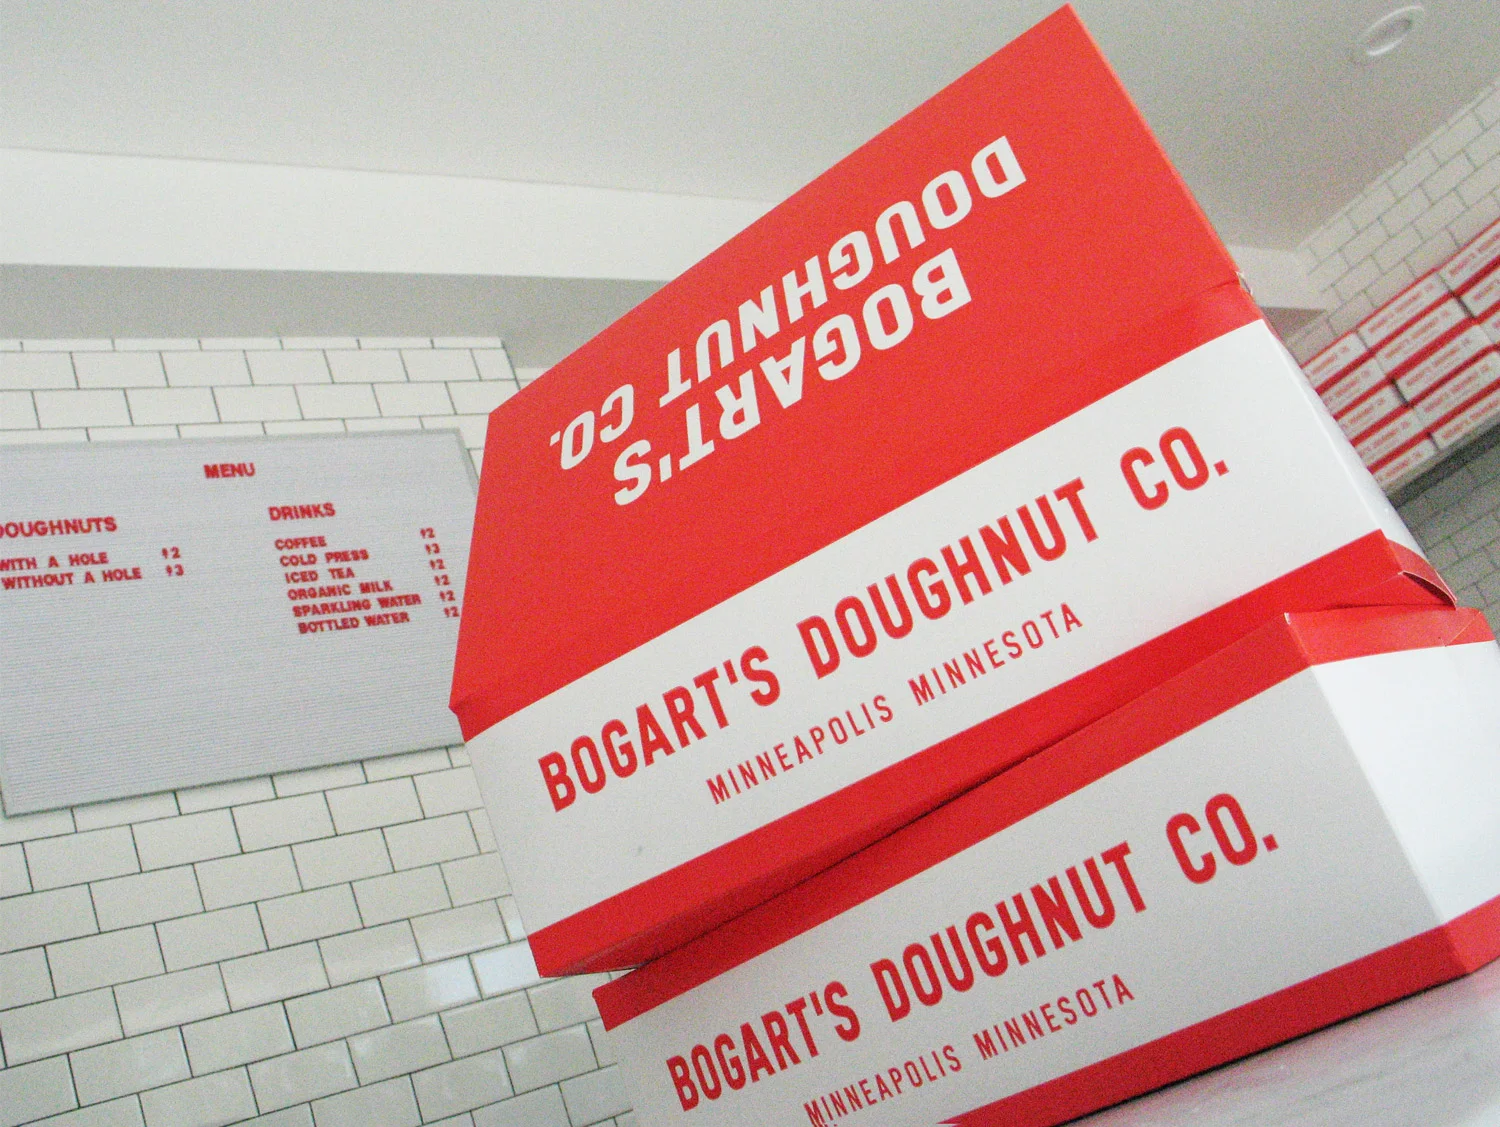 MENU
DOUGHNUTS
WITH A HOLE $2
WITHOUT A HOLE $3
DRINKS
COFFEE $2
COLD PRESS $3
ICED TEA $2
ORGANIC MILK $2
SPARKLING WATER $2
BOTTLED WATER $2
BOGART'S
DOUGHNUT CO.
BOGART'S DOUGHNUT CO.
MINNEAPOLIS MINNESOTA
BOGART'S DOUGHNUT CO.
MINNEAPOLIS MINNESOTA